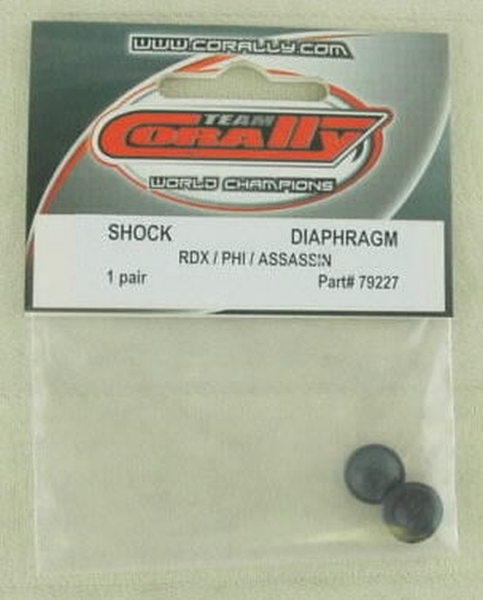 WWW.CORALLY.COM
TEAM
CORALLY
WORLD CHAMPIONS
SHOCK DIAPHRAGM
RDX / PHI / ASSASSIN
1 pair Part# 79227